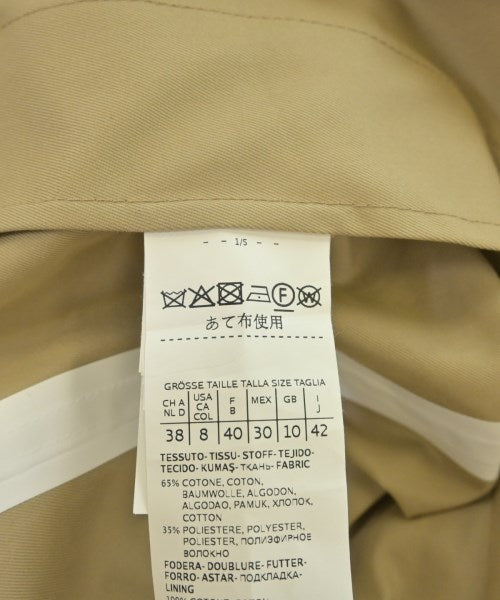 - - 1/5 - -
F W
あて布使用
GRÖSSE TAILLE TALLA SIZE TAGLIA
CH A NL D USA CA COL F B MEX GB I J
38 8 40 30 10 42
TESSUTO- TISSU- STOFF- TEJIDO-
TECIDO- KUMAŞ- ТКАНЬ- FABRIC
65% COTONE, COTON,
BAUMWOLLE, ALGODON,
ALGODAO, PAMUK, ХЛОПОК,
COTTON
35% POLIESTERE, POLYESTER,
POLIESTER, ПОЛИЭФИРНОЕ
ВОЛОКНО
FODERA- DOUBLURE- FUTTER-
FORRO- ASTAR- ПОДКЛАДКА-
LINING